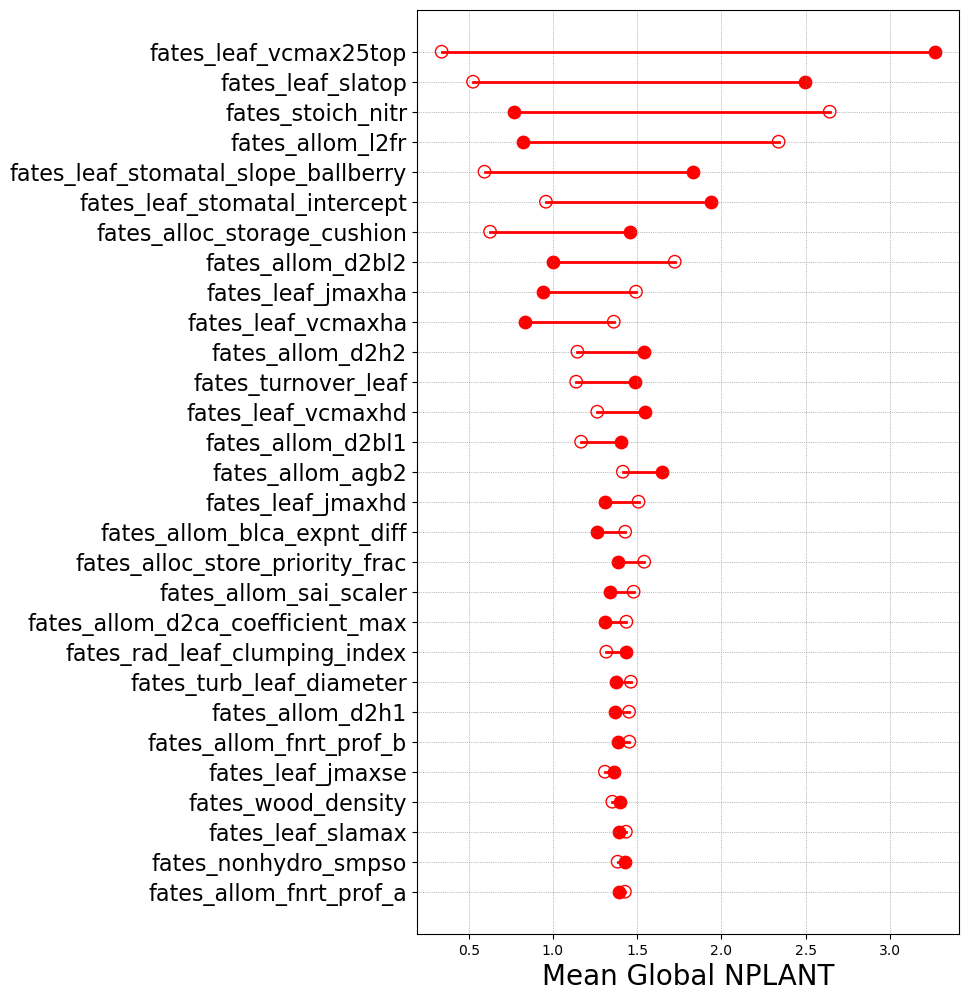 fates_leaf_vcmax25top
fates_leaf_slatop
fates_stoich_nitr
fates_allom_l2fr
fates_leaf_stomatal_slope_ballberry
fates_leaf_stomatal_intercept
fates_alloc_storage_cushion
fates_allom_d2bl2
fates_leaf_jmaxha
fates_leaf_vcmaxha
fates_allom_d2h2
fates_turnover_leaf
fates_leaf_vcmaxhd
fates_allom_d2bl1
fates_allom_agb2
fates_leaf_jmaxhd
fates_allom_blca_expnt_diff
fates_alloc_store_priority_frac
fates_allom_sai_scaler
fates_allom_d2ca_coefficient_max
fates_rad_leaf_clumping_index
fates_turb_leaf_diameter
fates_allom_d2h1
fates_allom_fnrt_prof_b
fates_leaf_jmaxse
fates_wood_density
fates_leaf_slamax
fates_nonhydro_smpso
fates_allom_fnrt_prof_a
0.5 1.0 1.5 2.0 2.5 3.0
Mean Global NPLANT